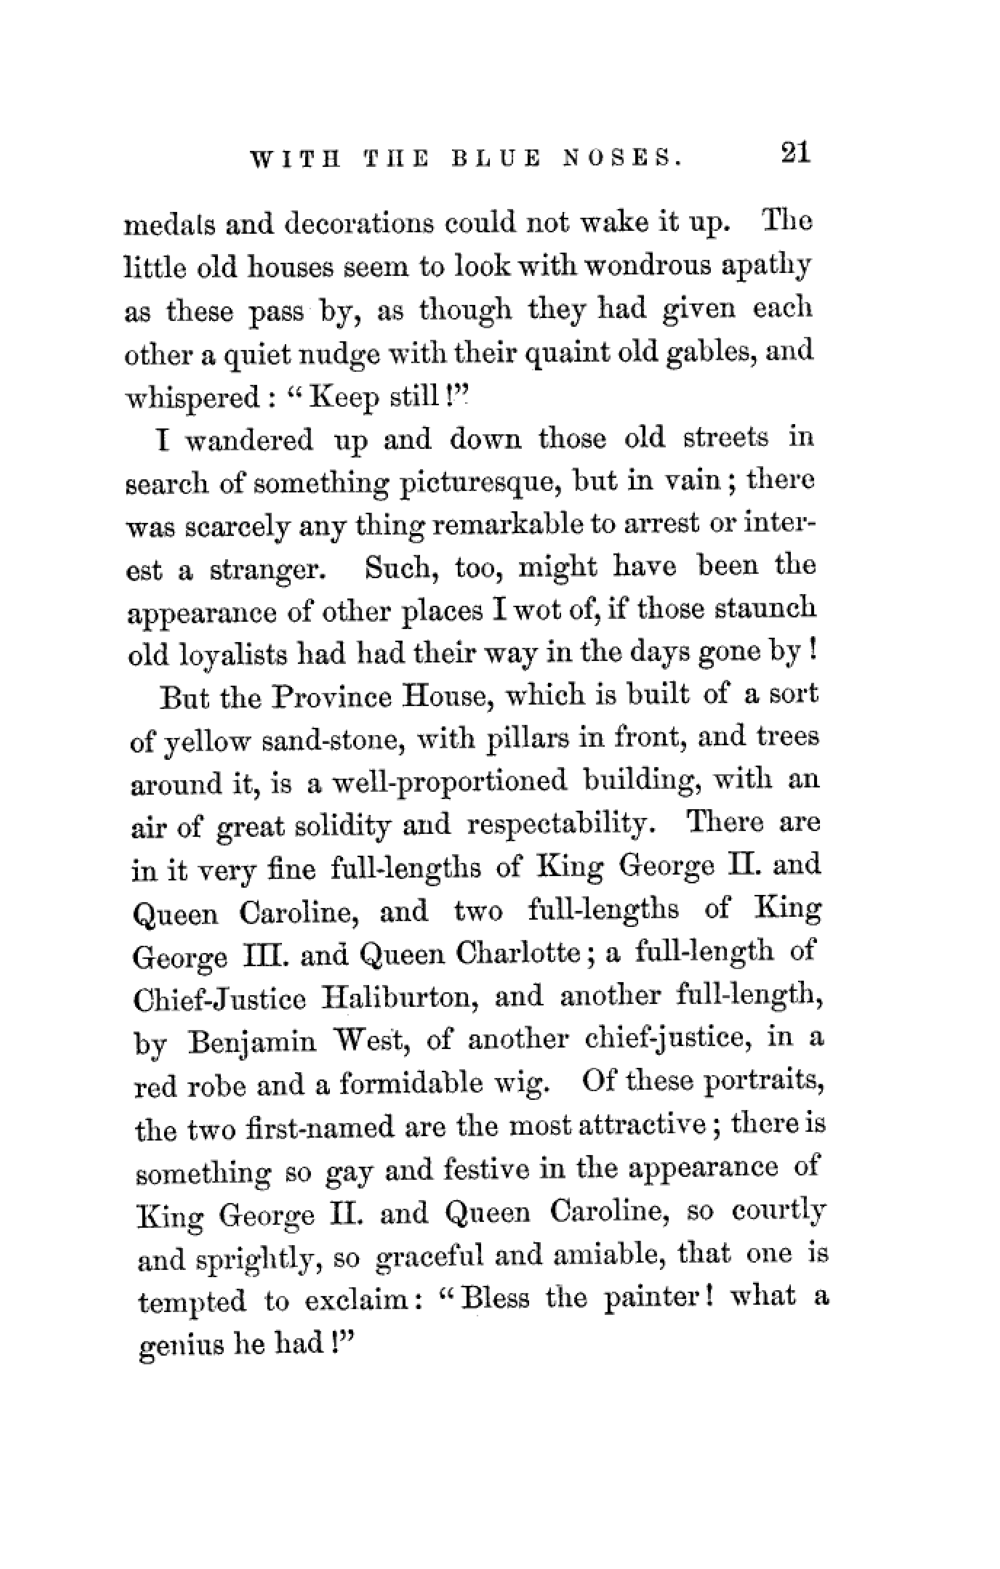 WITH THE BLUE NOSES. 21
medals and decorations could not wake it up. The
little old houses seem to look with wondrous apathy
as these pass by, as though they had given each
other a quiet nudge with their quaint old gables, and
whispered : “ Keep still !”
I wandered up and down those old streets in
search of something picturesque, but in vain ; there
was scarcely any thing remarkable to arrest or inter-
est a stranger. Such, too, might have been the
appearance of other places I wot of, if those staunch
old loyalists had had their way in the days gone by !
But the Province House, which is built of a sort
of yellow sand-stone, with pillars in front, and trees
around it, is a well-proportioned building, with an
air of great solidity and respectability. There are
in it very fine full-lengths of King George II. and
Queen Caroline, and two full-lengths of King
George III. and Queen Charlotte ; a full-length of
Chief-Justice Haliburton, and another full-length,
by Benjamin West, of another chief-justice, in a
red robe and a formidable wig. Of these portraits,
the two first-named are the most attractive ; there is
something so gay and festive in the appearance of
King George II. and Queen Caroline, so courtly
and sprightly, so graceful and amiable, that one is
tempted to exclaim : “ Bless the painter ! what a
genius he had !”